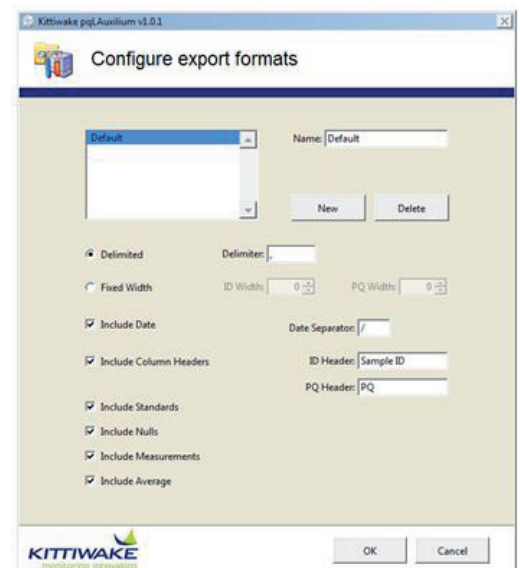 Kittiwake pqLAuxilium v1.0.1
Configure export formats
Default
Name: Default
New Delete
Delimited Delimiter: ,
Fixed Width ID Width: 0 PQ Width: 0
Include Date Date Separator: /
Include Column Headers ID Header: Sample ID
PQ Header: PQ
Include Standards
Include Nulls
Include Measurements
Include Average
KITTIWAKE
monitoring innovation
OK Cancel